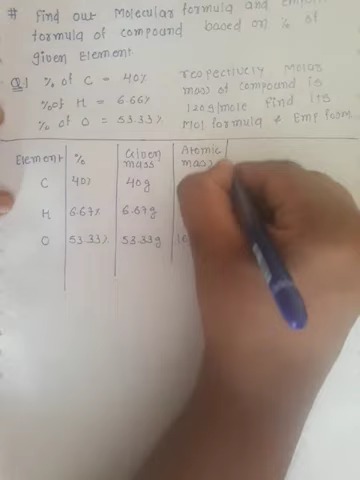 # Find our Molecular formula and
formula of compound based on % of
given Element
Q1 % of C = 40% respectively Molar
mass of compound is
% of H = 6.66% 120g/mole find its
% of O = 53.33% Mol formula & Emp form
Element % Given mass Atomic mass
C 40% 40g
H 6.67% 6.67g
O 53.33% 53.33g